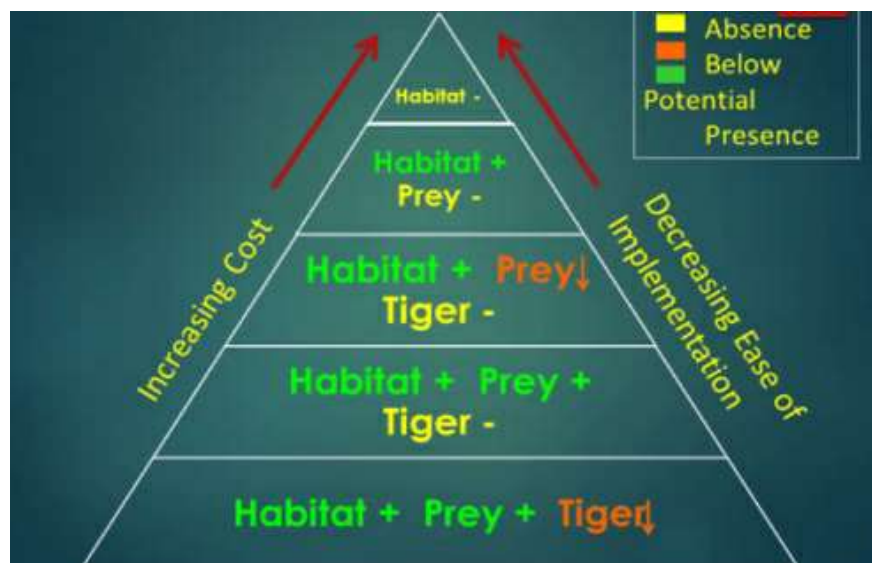 Absence
Below
Potential
Presence
Habitat -
Habitat +
Prey -
Habitat + Prey↓
Tiger -
Habitat + Prey +
Tiger -
Habitat + Prey + Tiger↓
Increasing Cost
Decreasing Ease of
Implementation